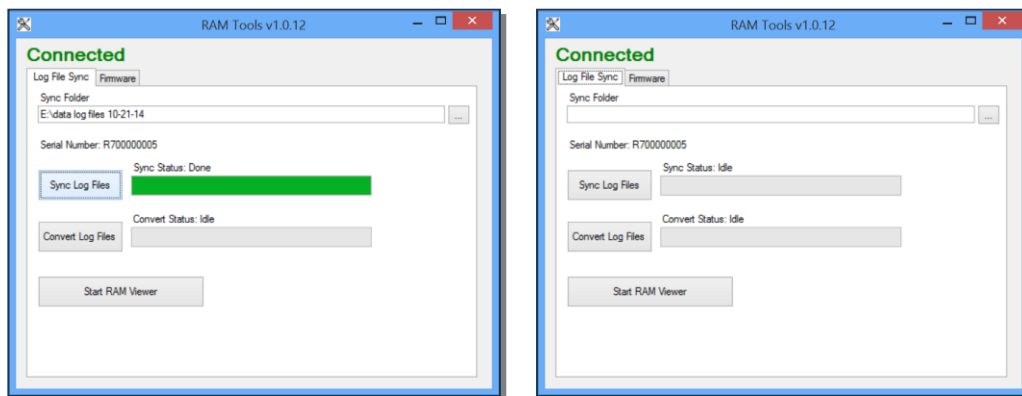 RAM Tools v1.0.12
Connected
Log File Sync Firmware
Sync Folder
E:\data log files 10-21-14 ...
Serial Number: R700000005
Sync Status: Done
Sync Log Files
Convert Status: Idle
Convert Log Files
Start RAM Viewer
RAM Tools v1.0.12
Connected
Log File Sync Firmware
Sync Folder
...
Serial Number: R700000005
Sync Status: Idle
Sync Log Files
Convert Status: Idle
Convert Log Files
Start RAM Viewer